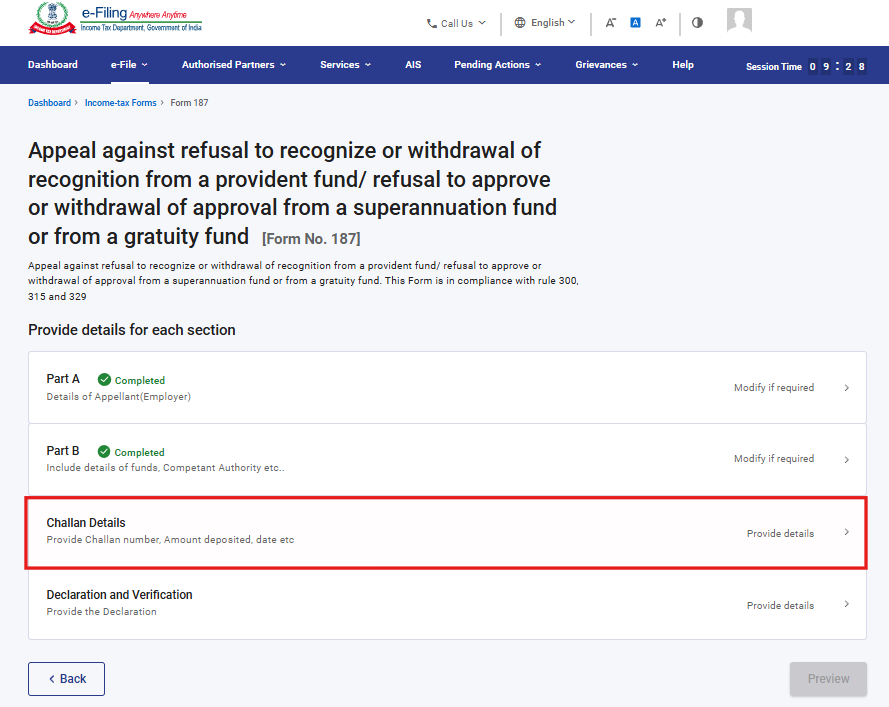 e-Filing Anywhere Anytime
Income Tax Department, Government of India
Call Us
English
A-
A
A+
Dashboard
e-File
Authorised Partners
Services
AIS
Pending Actions
Grievances
Help
Session Time 0 9 : 2 8
Dashboard > Income-tax Forms > Form 187
Appeal against refusal to recognize or withdrawal of
recognition from a provident fund/ refusal to approve
or withdrawal of approval from a superannuation fund
or from a gratuity fund [Form No. 187]
Appeal against refusal to recognize or withdrawal of recognition from a provident fund/ refusal to approve or
withdrawal of approval from a superannuation fund or from a gratuity fund. This Form is in compliance with rule 300,
315 and 329
Provide details for each section
Part A Completed
Details of Appellant(Employer)
Modify if required
Part B Completed
Include details of funds, Competant Authority etc..
Modify if required
Challan Details
Provide Challan number, Amount deposited, date etc
Provide details
Declaration and Verification
Provide the Declaration
Provide details
< Back
Preview